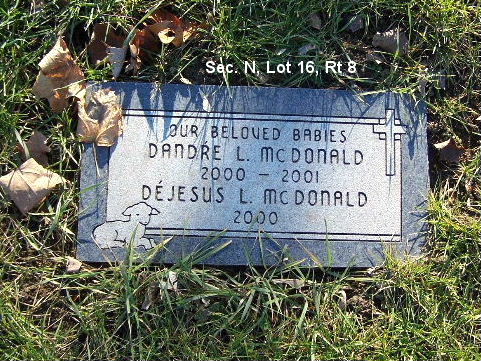 Sec. N, Lot 16, Rt 8
OUR BELOVED BABIES
DANDRE L. MCDONALD
2000 - 2001
DÉJESUS L. MCDONALD
2000